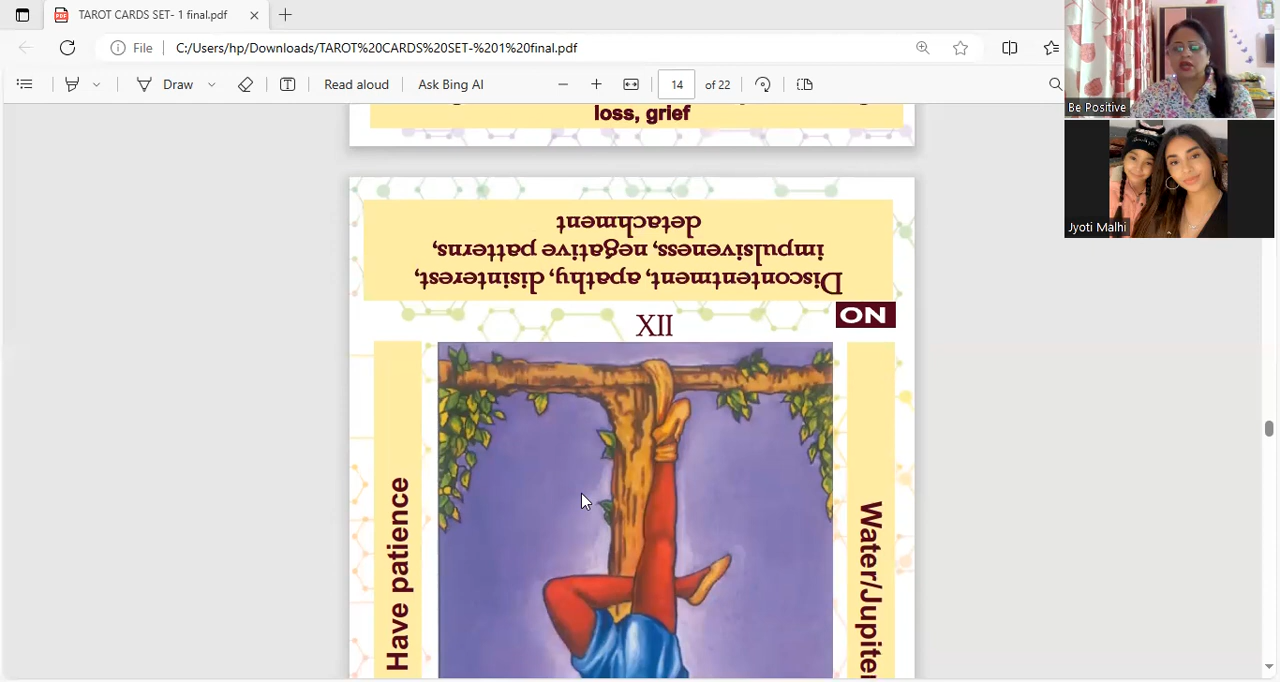 TAROT CARDS SET- 1 final.pdf
File
C:/Users/hp/Downloads/TAROT%20CARDS%20SET-%201%20final.pdf
Draw
Read aloud
Ask Bing AI
14
of 22
Be Positive
Jyoti Malhi
loss, grief
Discontentment, apathy, disinterest,
impulsiveness, negative patterns,
detachment
NO
XII
Have patience
Water/Jupiter